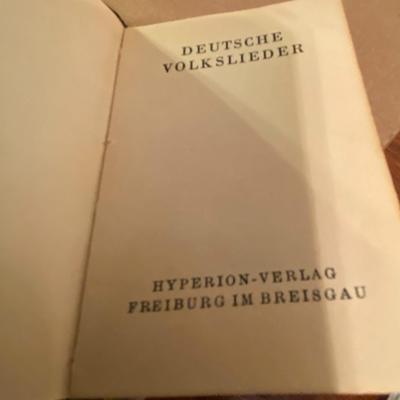 DEUTSCHE
VOLKSLIEDER
HYPERION-VERLAG
FREIBURG IM BREISGAU